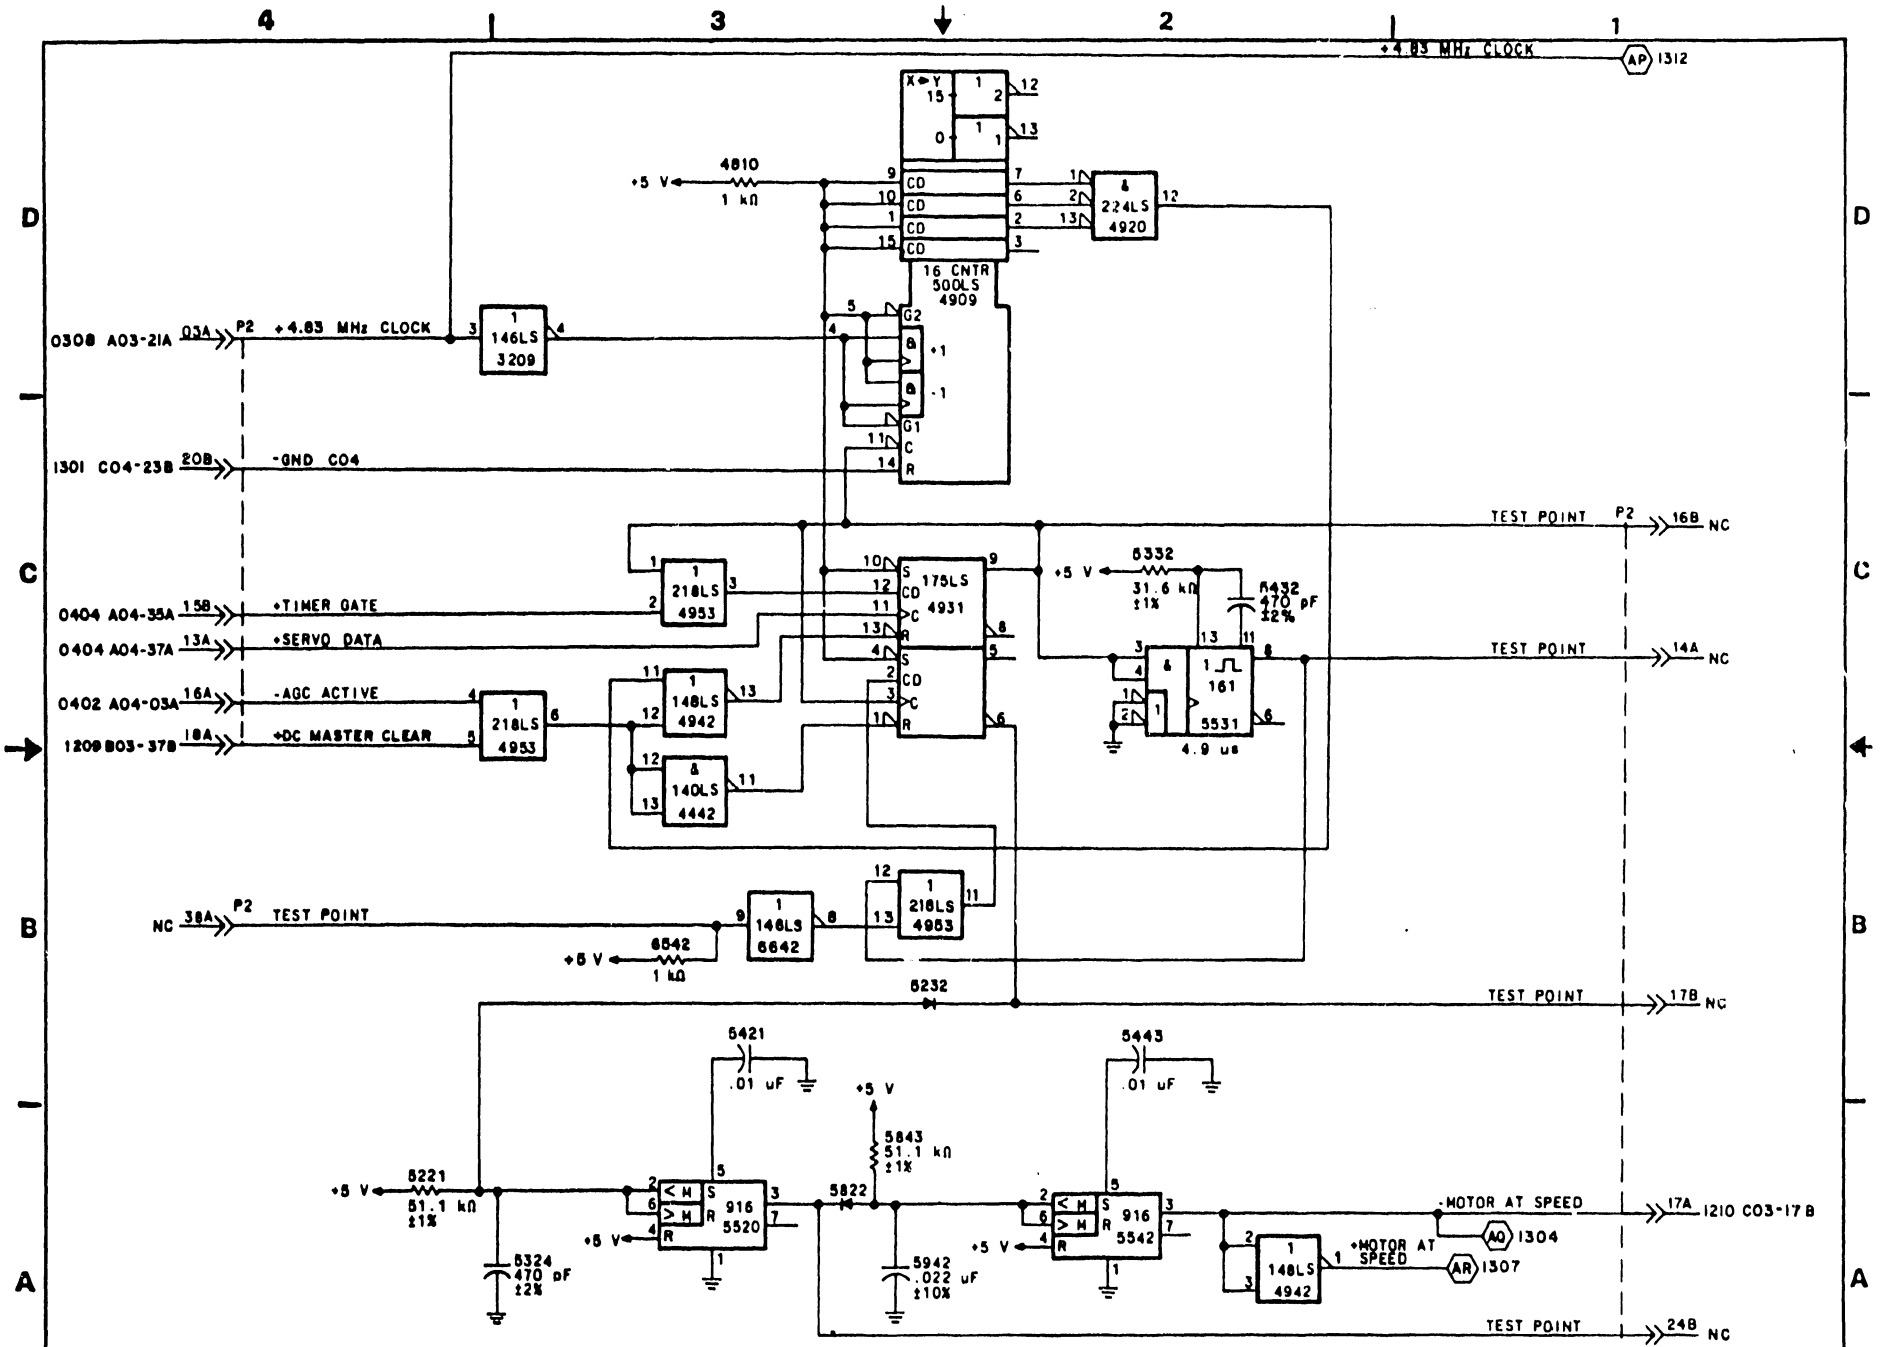 4 3 2 1
+4.83 MHz CLOCK
AP 1312
X Y
15 1 2 12
0 1 1 13
4810
+5 V
1 kΩ
9 CD 7 1
10 CD 6 2
1 CD 2 13
15 CD 3
&
224LS
4920
12
D D
16 CNTR
500LS
4909
5 G2
4 & +1
& -1
G1
11 C
14 R
0308 A03-21A 03A P2 +4.83 MHz CLOCK 3
1
146LS
3209
4
1301 C04-23B 20B -GND C04
TEST POINT P2 16B NC
C C
1
2
1
218LS
4953
3
0404 A04-35A 15B +TIMER GATE
0404 A04-37A 13A +SERVO DATA
10 S
12 CD
11 C
13 R
175LS
4931
9
8
4 S
2 CD
3 C
1 R
5
6
5332
+5 V
31.6 kΩ
±1%
5432
470 pF
±2%
13 11
3
4
1
2
&
1
1
161
5531
8
6
4.9 us
TEST POINT 14A NC
0402 A04-03A 16A -AGC ACTIVE 4
1209B03-37B 18A +DC MASTER CLEAR 5
1
218LS
4953
6
11
12
1
148LS
4942
13
12
13
&
140LS
4442
11
B B
NC 38A P2 TEST POINT 9
1
146LS
6642
8
+5 V
6542
1 kΩ
12
13
1
218LS
4953
11
5232
TEST POINT 17B NC
5421
.01 uF
5443
.01 uF
+5 V
5843
51.1 kΩ
±1%
+5 V
5221
51.1 kΩ
±1%
5324
470 pF
±2%
2 < M S
6 > M R
+5 V 4 R
5
916
5520
3
7
1
5822
5942
.022 uF
±10%
2 < M S
6 > M R
+5 V 4 R
5
916
5542
3
7
1
-MOTOR AT SPEED 17A 1210 C03-17B
AQ 1304
2
3
1
148LS
4942
1
+MOTOR AT
SPEED
AR 1307
A A
TEST POINT 24B NC